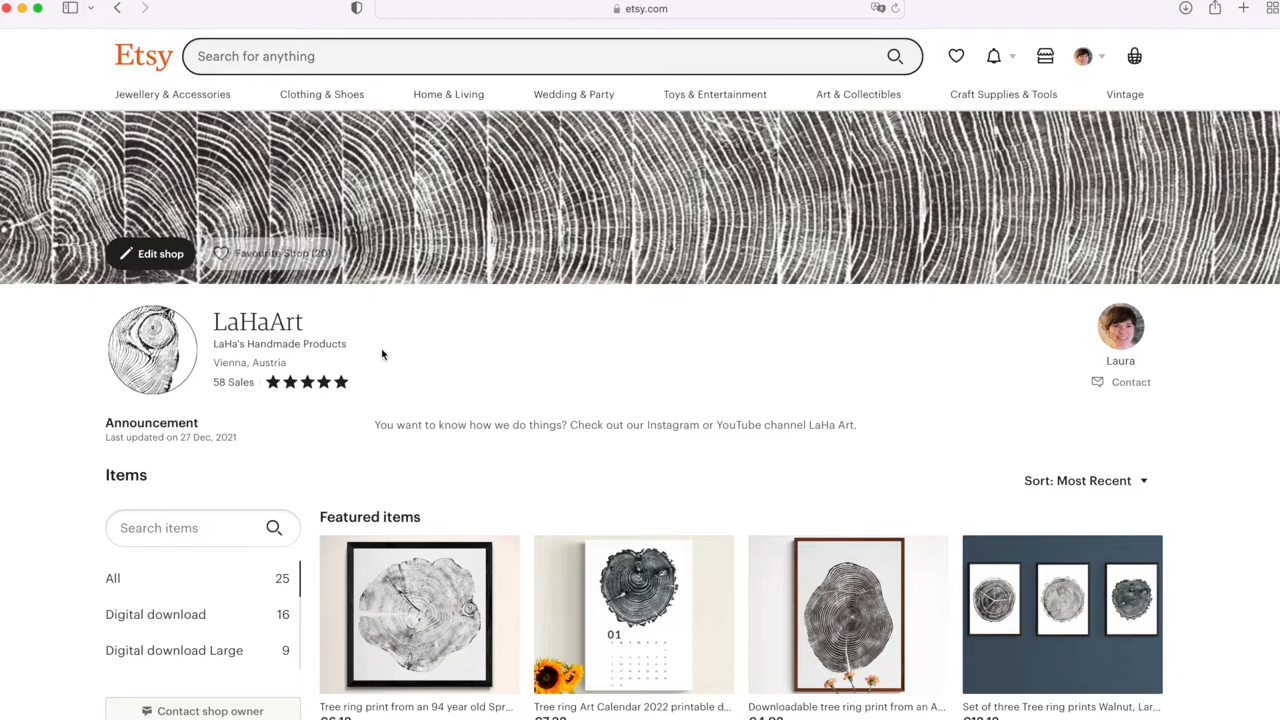 etsy.com
Etsy
Search for anything
Jewellery & Accessories
Clothing & Shoes
Home & Living
Wedding & Party
Toys & Entertainment
Art & Collectibles
Craft Supplies & Tools
Vintage
Edit shop
Favourite Shop (20)
LaHaArt
LaHa's Handmade Products
Vienna, Austria
58 Sales
Laura
Contact
Announcement
Last updated on 27 Dec, 2021
You want to know how we do things? Check out our Instagram or YouTube channel LaHa Art.
Items
Sort: Most Recent
Search items
Featured items
All 25
Digital download 16
Digital download Large 9
01
Contact shop owner
Tree ring print from an 94 year old Spr...
Tree ring Art Calendar 2022 printable d...
Downloadable tree ring print from an A...
Set of three Tree ring prints Walnut, Lar...